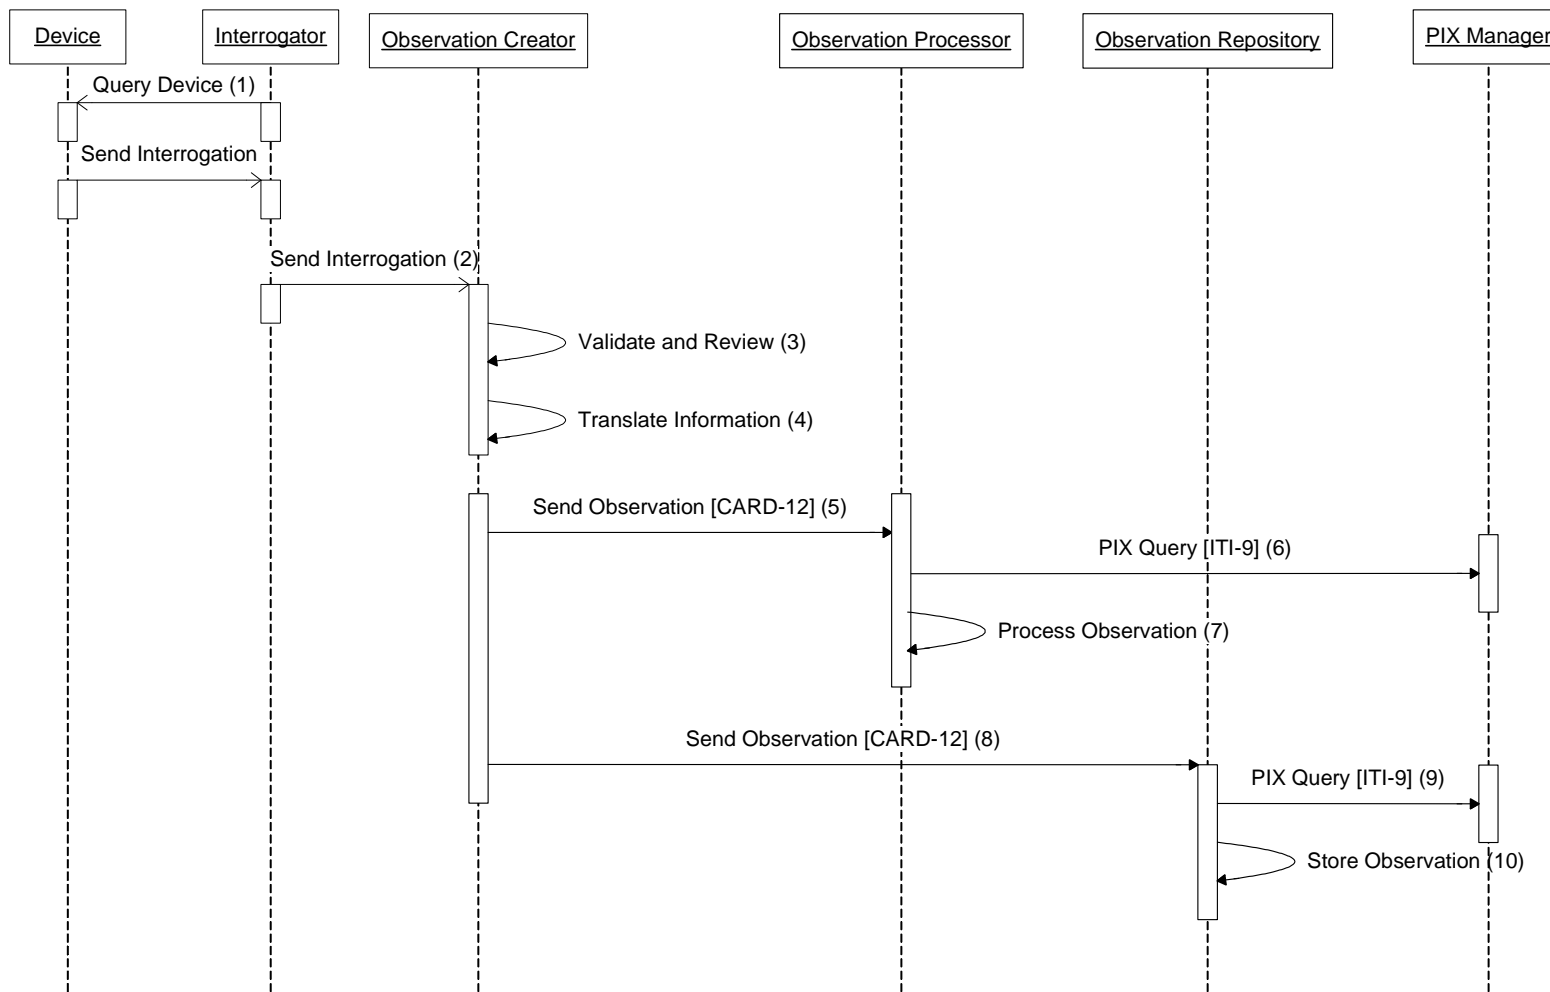 Device
Interrogator
Observation Creator
Observation Processor
Observation Repository
PIX Manager
Query Device (1)
Send Interrogation
Send Interrogation (2)
Validate and Review (3)
Translate Information (4)
Send Observation [CARD-12] (5)
PIX Query [ITI-9] (6)
Process Observation (7)
Send Observation [CARD-12] (8)
PIX Query [ITI-9] (9)
Store Observation (10)